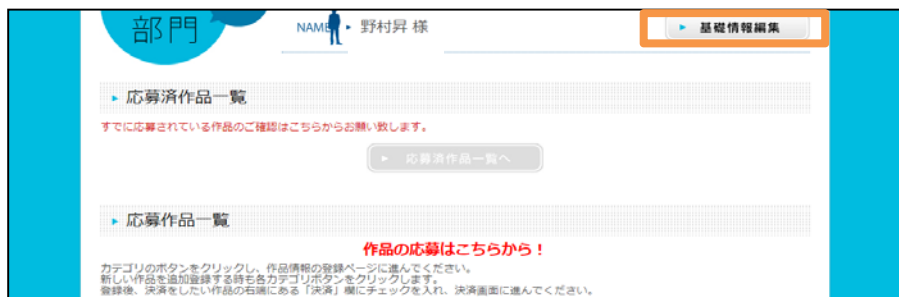 部門
NAME ▸ 野村昇 様
▸ 基礎情報編集
▸ 応募済作品一覧
すでに応募されている作品のご確認はこちらからお願い致します。
▸ 応募済作品一覧へ
▸ 応募作品一覧
作品の応募はこちらから！
カテゴリのボタンをクリックし、作品情報の登録ページに進んでください。
新しい作品を追加登録する時も各カテゴリボタンをクリックします。
登録後、決済をしたい作品の右端にある「決済」欄にチェックを入れ、決済画面に進んでください。